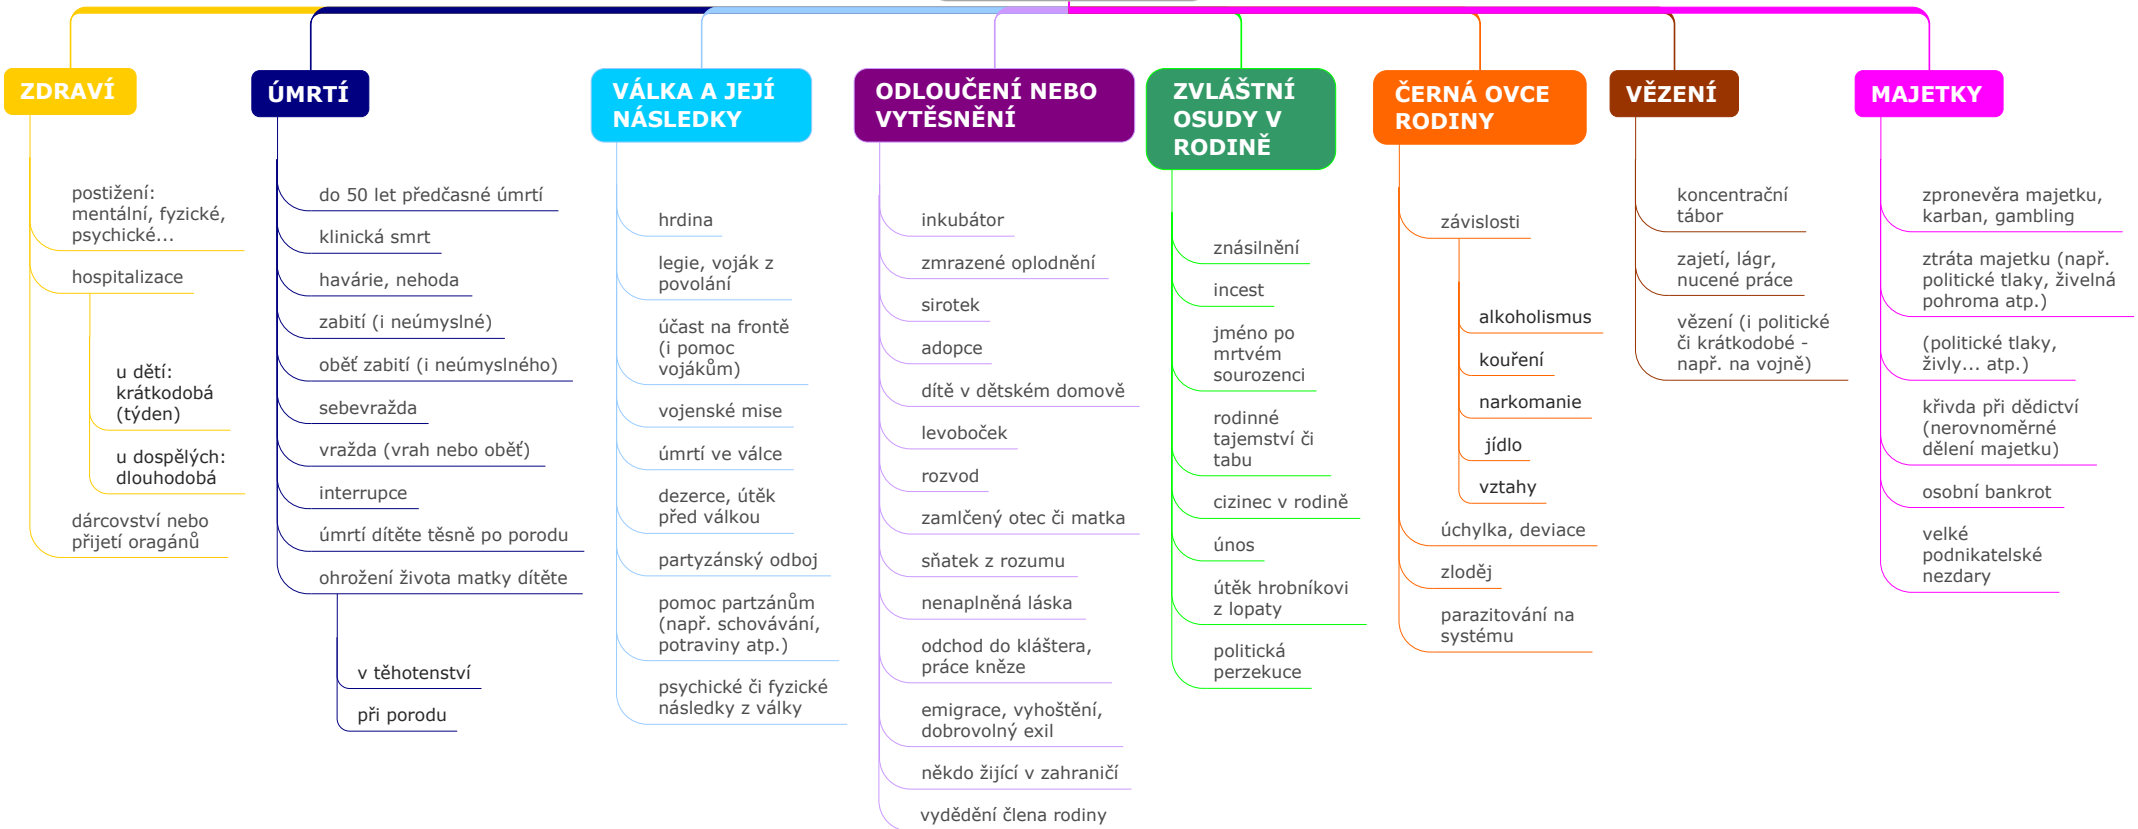 ZDRAVÍ
postižení:
mentální, fyzické,
psychické...
hospitalizace
u dětí:
krátkodobá
(týden)
u dospělých:
dlouhodobá
dárcovství nebo
přijetí oragánů
ÚMRTÍ
do 50 let předčasné úmrtí
klinická smrt
havárie, nehoda
zabití (i neúmyslné)
oběť zabití (i neúmyslného)
sebevražda
vražda (vrah nebo oběť)
interrupce
úmrtí dítěte těsně po porodu
ohrožení života matky dítěte
v těhotenství
při porodu
VÁLKA A JEJÍ
NÁSLEDKY
hrdina
legie, voják z
povolání
účast na frontě
(i pomoc
vojákům)
vojenské mise
úmrtí ve válce
dezerce, útěk
před válkou
partyzánský odboj
pomoc partzánům
(např. schovávání,
potraviny atp.)
psychické či fyzické
následky z války
ODLOUČENÍ NEBO
VYTĚSNĚNÍ
inkubátor
zmrazené oplodnění
sirotek
adopce
dítě v dětském domově
levoboček
rozvod
zamlčený otec či matka
sňatek z rozumu
nenaplněná láska
odchod do kláštera,
práce kněze
emigrace, vyhoštění,
dobrovolný exil
někdo žijící v zahraničí
vydědění člena rodiny
ZVLÁŠTNÍ
OSUDY V
RODINĚ
znásilnění
incest
jméno po
mrtvém
sourozenci
rodinné
tajemství či
tabu
cizinec v rodině
únos
útěk hrobníkovi
z lopaty
politická
perzekuce
ČERNÁ OVCE
RODINY
závislosti
alkoholismus
kouření
narkomanie
jídlo
vztahy
úchylka, deviace
zloděj
parazitování na
systému
VĚZENÍ
koncentrační
tábor
zajetí, lágr,
nucené práce
vězení (i politické
či krátkodobé -
např. na vojně)
MAJETKY
zpronevěra majetku,
karban, gambling
ztráta majetku (např.
politické tlaky, živelná
pohroma atp.)
(politické tlaky,
živly... atp.)
křivda při dědictví
(nerovnoměrné
dělení majetku)
osobní bankrot
velké
podnikatelské
nezdary